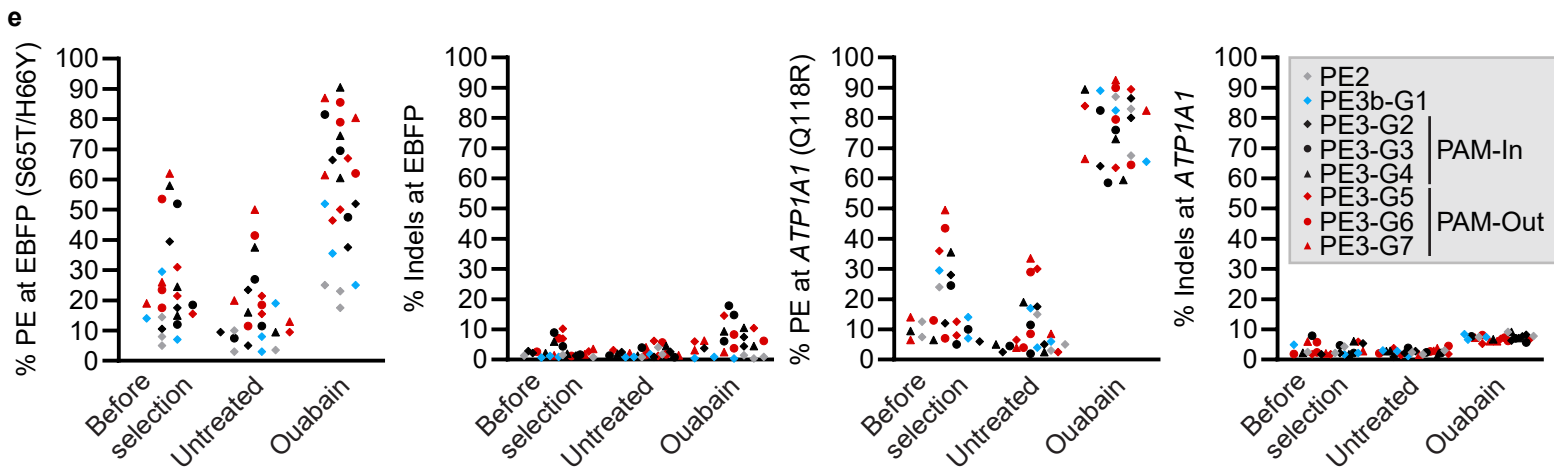 e
% PE at EBFP (S65T/H66Y)
100
90
80
70
60
50
40
30
20
10
0
Before
selection
Untreated
Ouabain
% Indels at EBFP
100
90
80
70
60
50
40
30
20
10
0
Before
selection
Untreated
Ouabain
% PE at ATP1A1 (Q118R)
100
90
80
70
60
50
40
30
20
10
0
Before
selection
Untreated
Ouabain
% Indels at ATP1A1
100
90
80
70
60
50
40
30
20
10
0
Before
selection
Untreated
Ouabain
PE2
PE3b-G1
PE3-G2
PE3-G3
PE3-G4
PAM-In
PE3-G5
PE3-G6
PE3-G7
PAM-Out